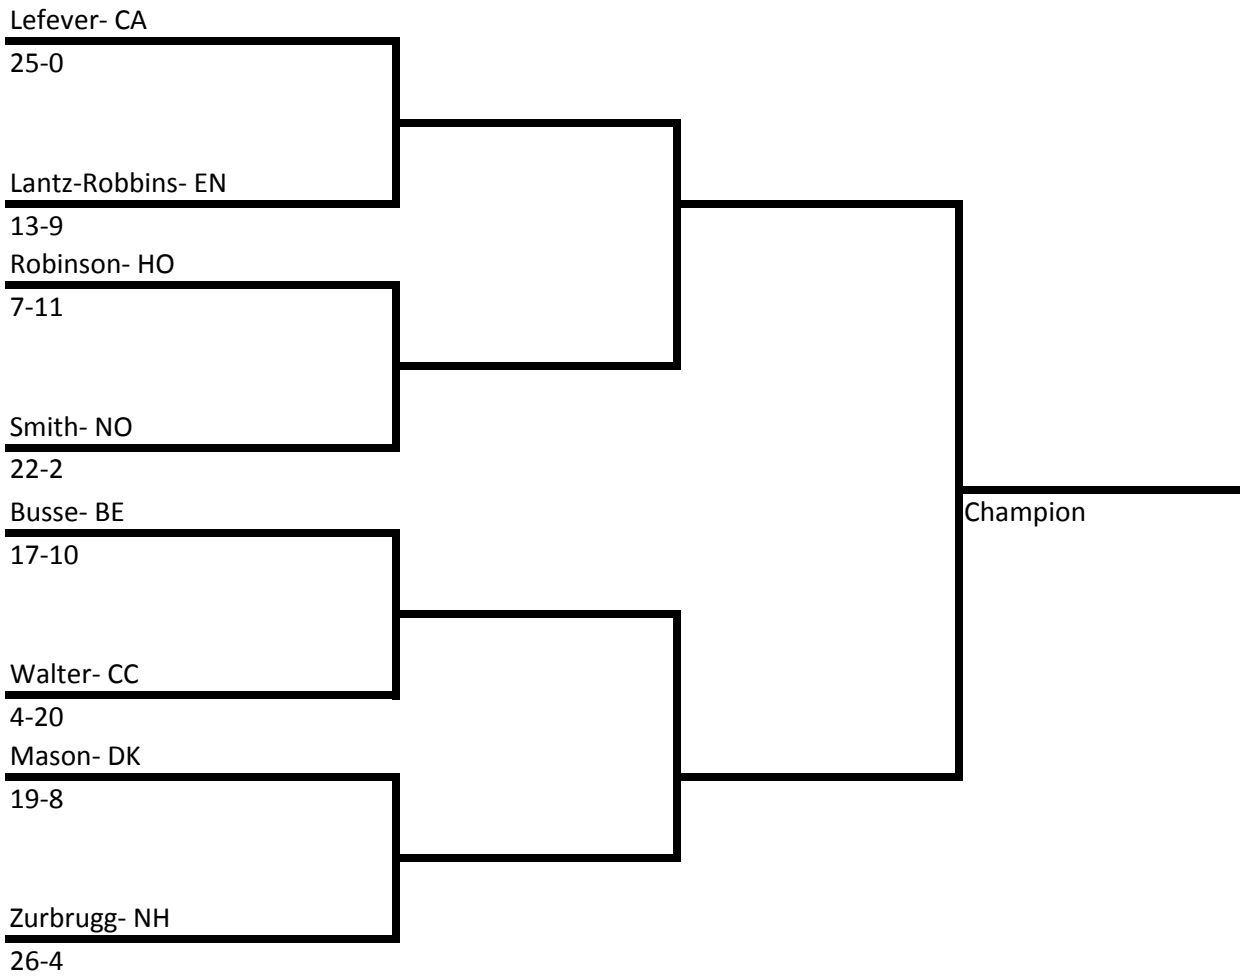 Lefever- CA
25-0
Lantz-Robbins- EN
13-9
Robinson- HO
7-11
Smith- NO
22-2
Busse- BE
17-10
Champion
Walter- CC
4-20
Mason- DK
19-8
Zurbrugg- NH
26-4